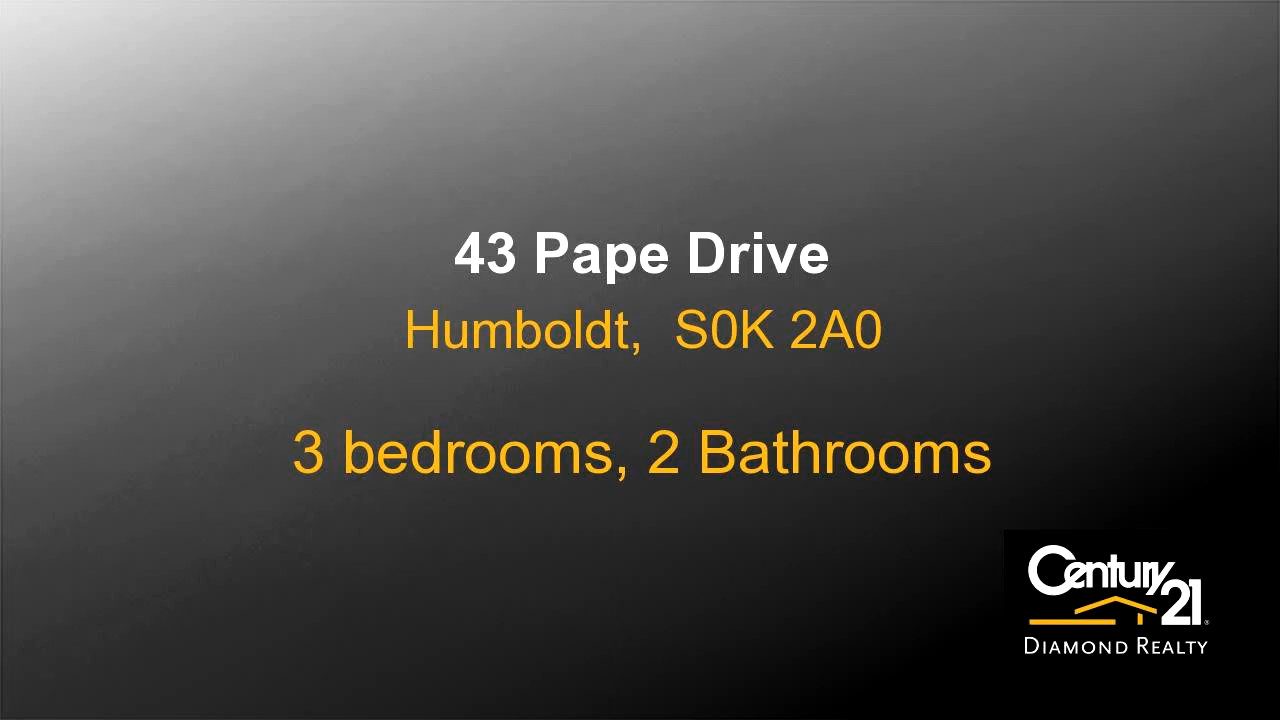 43 Pape Drive
Humboldt,  S0K 2A0
3 bedrooms, 2 Bathrooms
Century 21®
DIAMOND REALTY